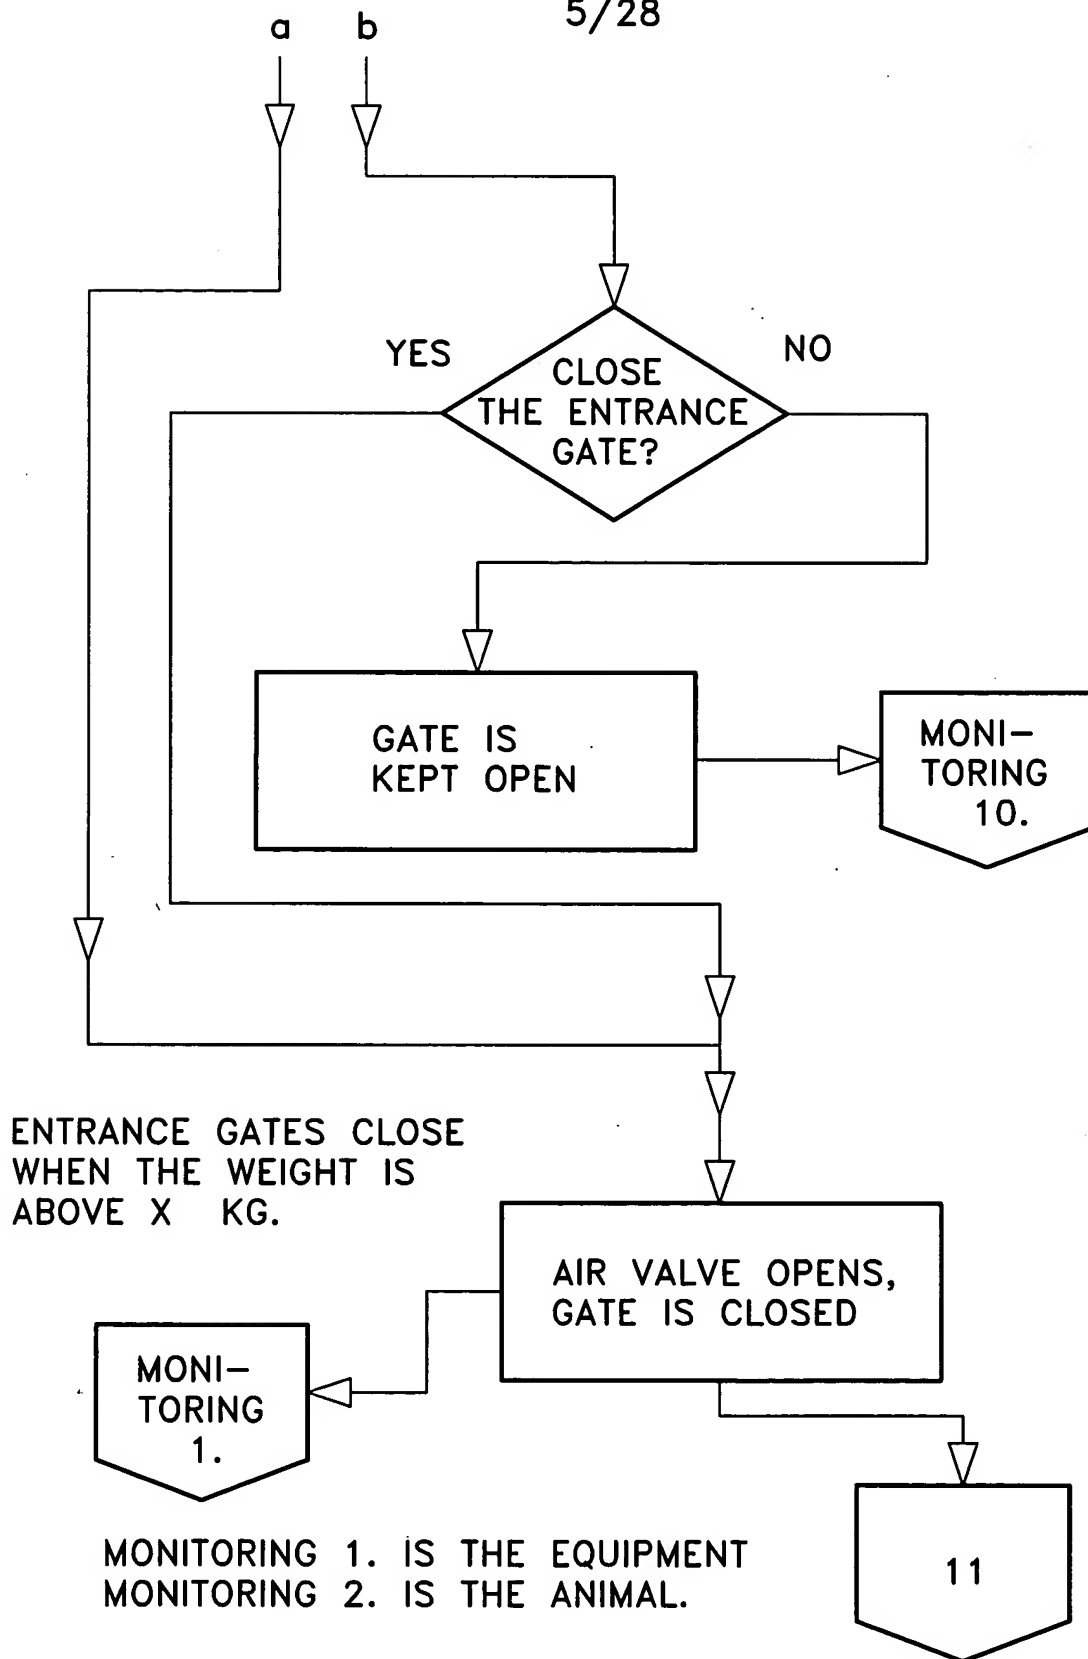 5/28
a b
YES
NO
CLOSE
THE ENTRANCE
GATE?
GATE IS
KEPT OPEN
MONI-
TORING
10.
ENTRANCE GATES CLOSE
WHEN THE WEIGHT IS
ABOVE X KG.
AIR VALVE OPENS,
GATE IS CLOSED
MONI-
TORING
1.
MONITORING 1. IS THE EQUIPMENT
MONITORING 2. IS THE ANIMAL.
11